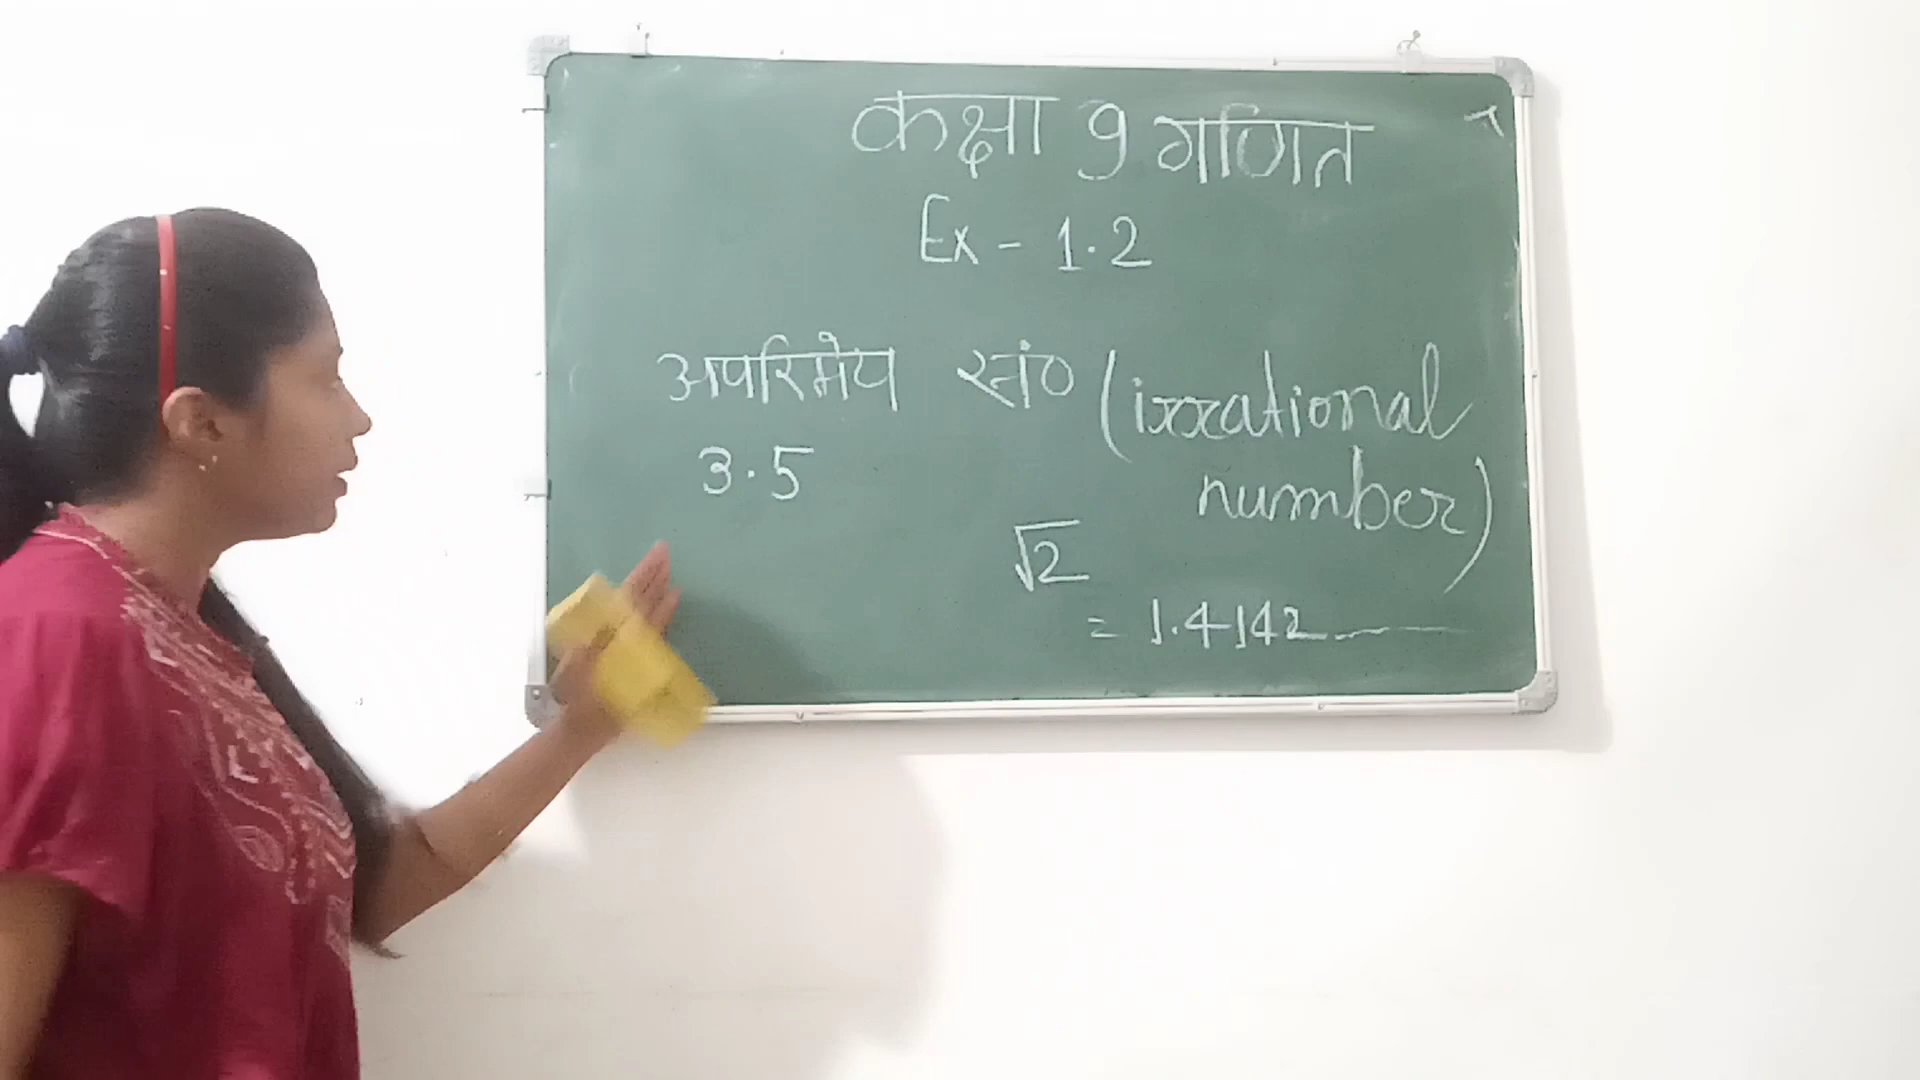 कक्षा 9 गणित
Ex - 1.2
अपरिमेय सं० (irrational
number)
3.5
√2
= 1.4142------